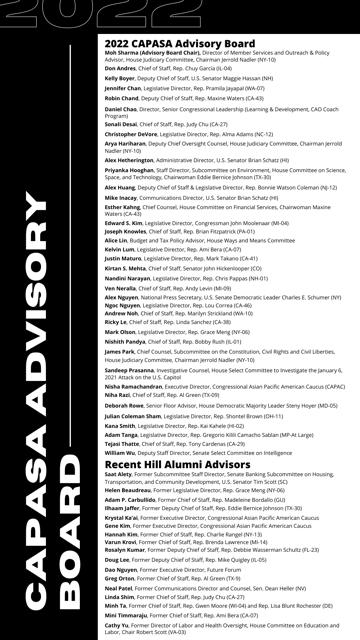 2022
CAPASA ADVISORY
BOARD
2022 CAPASA Advisory Board
Moh Sharma (Advisory Board Chair), Director of Member Services and Outreach & Policy
Advisor, House Judiciary Committee, Chairman Jerrold Nadler (NY-10)
Don Andres, Chief of Staff, Rep. Chuy Garcia (IL-04)
Kelly Boyer, Deputy Chief of Staff, U.S. Senator Maggie Hassan (NH)
Jennifer Chan, Legislative Director, Rep. Pramila Jayapal (WA-07)
Robin Chand, Deputy Chief of Staff, Rep. Maxine Waters (CA-43)
Daniel Chao, Director, Senior Congressional Leadership (Learning & Development, CAO Coach
Program)
Sonali Desai, Chief of Staff, Rep. Judy Chu (CA-27)
Christopher DeVore, Legislative Director, Rep. Alma Adams (NC-12)
Arya Hariharan, Deputy Chief Oversight Counsel, House Judiciary Committee, Chairman Jerrold
Nadler (NY-10)
Alex Hetherington, Administrative Director, U.S. Senator Brian Schatz (HI)
Priyanka Hooghan, Staff Director, Subcommittee on Environment, House Committee on Science,
Space, and Technology, Chairwoman Eddie Bernice Johnson (TX-30)
Alex Huang, Deputy Chief of Staff & Legislative Director, Rep. Bonnie Watson Coleman (NJ-12)
Mike Inacay, Communications Director, U.S. Senator Brian Schatz (HI)
Esther Kahng, Chief Counsel, House Committee on Financial Services, Chairwoman Maxine
Waters (CA-43)
Edward S. Kim, Legislative Director, Congressman John Moolenaar (MI-04)
Joseph Knowles, Chief of Staff, Rep. Brian Fitzpatrick (PA-01)
Alice Lin, Budget and Tax Policy Advisor, House Ways and Means Committee
Kelvin Lum, Legislative Director, Rep. Ami Bera (CA-07)
Justin Maturo, Legislative Director, Rep. Mark Takano (CA-41)
Kirtan S. Mehta, Chief of Staff, Senator John Hickenlooper (CO)
Nandini Narayan, Legislative Director, Rep. Chris Pappas (NH-01)
Ven Neralla, Chief of Staff, Rep. Andy Levin (MI-09)
Alex Nguyen, National Press Secretary, U.S. Senate Democrat Leader Charles E. Schumer (NY)
Ngoc Nguyen, Legislative Director, Rep. Lou Correa (CA-46)
Andrew Noh, Chief of Staff, Rep. Marilyn Strickland (WA-10)
Ricky Le, Chief of Staff, Rep. Linda Sanchez (CA-38)
Mark Olson, Legislative Director, Rep. Grace Meng (NY-06)
Nishith Pandya, Chief of Staff, Rep. Bobby Rush (IL-01)
James Park, Chief Counsel, Subcommittee on the Constitution, Civil Rights and Civil Liberties,
House Judiciary Committee, Chairman Jerrold Nadler (NY-10)
Sandeep Prasanna, Investigative Counsel, House Select Committee to Investigate the January 6,
2021 Attack on the U.S. Capitol
Nisha Ramachandran, Executive Director, Congressional Asian Pacific American Caucus (CAPAC)
Niha Razi, Chief of Staff, Rep. Al Green (TX-09)
Deborah Rowe, Senior Floor Advisor, House Democratic Majority Leader Steny Hoyer (MD-05)
Julian Coleman Sham, Legislative Director, Rep. Shontel Brown (OH-11)
Kana Smith, Legislative Director, Rep. Kai Kahele (HI-02)
Adam Tanga, Legislative Director, Rep. Gregorio Kilili Camacho Sablan (MP-At Large)
Tejasi Thatte, Chief of Staff, Rep. Tony Cardenas (CA-29)
William Wu, Deputy Staff Director, Senate Select Committee on Intelligence
Recent Hill Alumni Advisors
Saat Alety, Former Subcommittee Staff Director, Senate Banking Subcommittee on Housing,
Transportation, and Community Development, U.S. Senator Tim Scott (SC)
Helen Beaudreau, Former Legislative Director, Rep. Grace Meng (NY-06)
Adam P. Carbullido, Former Chief of Staff, Rep. Madeleine Bordallo (GU)
Ilhaam Jaffer, Former Deputy Chief of Staff, Rep. Eddie Bernice Johnson (TX-30)
Krystal Ka'ai, Former Executive Director, Congressional Asian Pacific American Caucus
Gene Kim, Former Executive Director, Congressional Asian Pacific American Caucus
Hannah Kim, Former Chief of Staff, Rep. Charlie Rangel (NY-13)
Varun Krovi, Former Chief of Staff, Rep. Brenda Lawrence (MI-14)
Rosalyn Kumar, Former Deputy Chief of Staff, Rep. Debbie Wasserman Schultz (FL-23)
Doug Lee, Former Deputy Chief of Staff, Rep. Mike Quigley (IL-05)
Dao Nguyen, Former Executive Director, Future Forum
Greg Orton, Former Chief of Staff, Rep. Al Green (TX-9)
Neal Patel, Former Communications Director and Counsel, Sen. Dean Heller (NV)
Linda Shim, Former Chief of Staff, Rep. Judy Chu (CA-27)
Minh Ta, Former Chief of Staff, Rep. Gwen Moore (WI-04) and Rep. Lisa Blunt Rochester (DE)
Mini Timmaraju, Former Chief of Staff, Rep. Ami Bera (CA-07)
Cathy Yu, Former Director of Labor and Health Oversight, House Committee on Education and
Labor, Chair Robert Scott (VA-03)